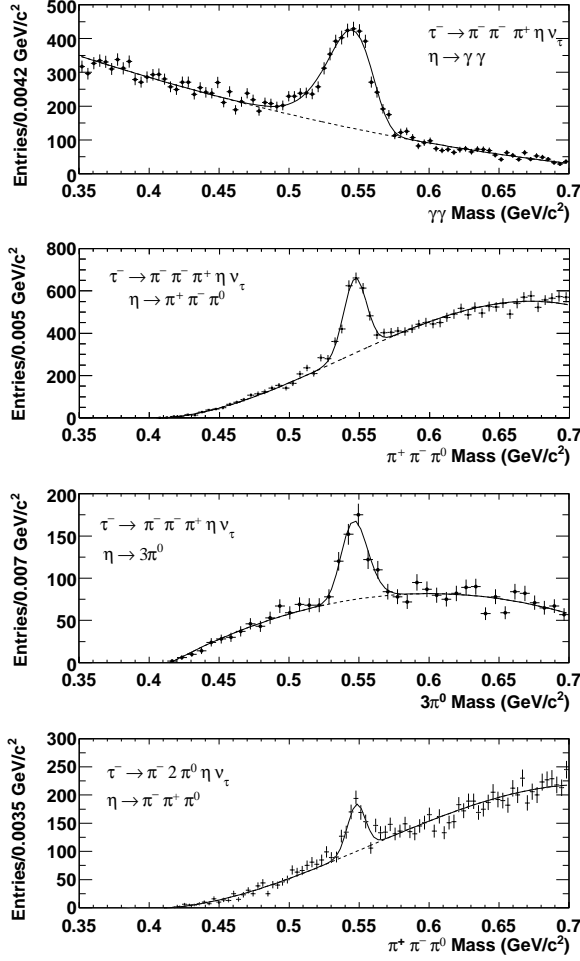 Entries/0.0042 GeV/c²
500
400
300
200
100
0
τ⁻ → π⁻ π⁻ π⁺ η ν_τ
η → γ γ
0.35 0.4 0.45 0.5 0.55 0.6 0.65 0.7
γγ Mass (GeV/c²)
Entries/0.005 GeV/c²
800
600
400
200
0
τ⁻ → π⁻ π⁻ π⁺ η ν_τ
η → π⁺ π⁻ π⁰
0.35 0.4 0.45 0.5 0.55 0.6 0.65 0.7
π⁺ π⁻ π⁰ Mass (GeV/c²)
Entries/0.007 GeV/c²
200
150
100
50
0
τ⁻ → π⁻ π⁻ π⁺ η ν_τ
η → 3π⁰
0.35 0.4 0.45 0.5 0.55 0.6 0.65 0.7
3π⁰ Mass (GeV/c²)
Entries/0.0035 GeV/c²
300
250
200
150
100
50
0
τ⁻ → π⁻ 2 π⁰ η ν_τ
η → π⁻ π⁺ π⁰
0.35 0.4 0.45 0.5 0.55 0.6 0.65 0.7
π⁺ π⁻ π⁰ Mass (GeV/c²)